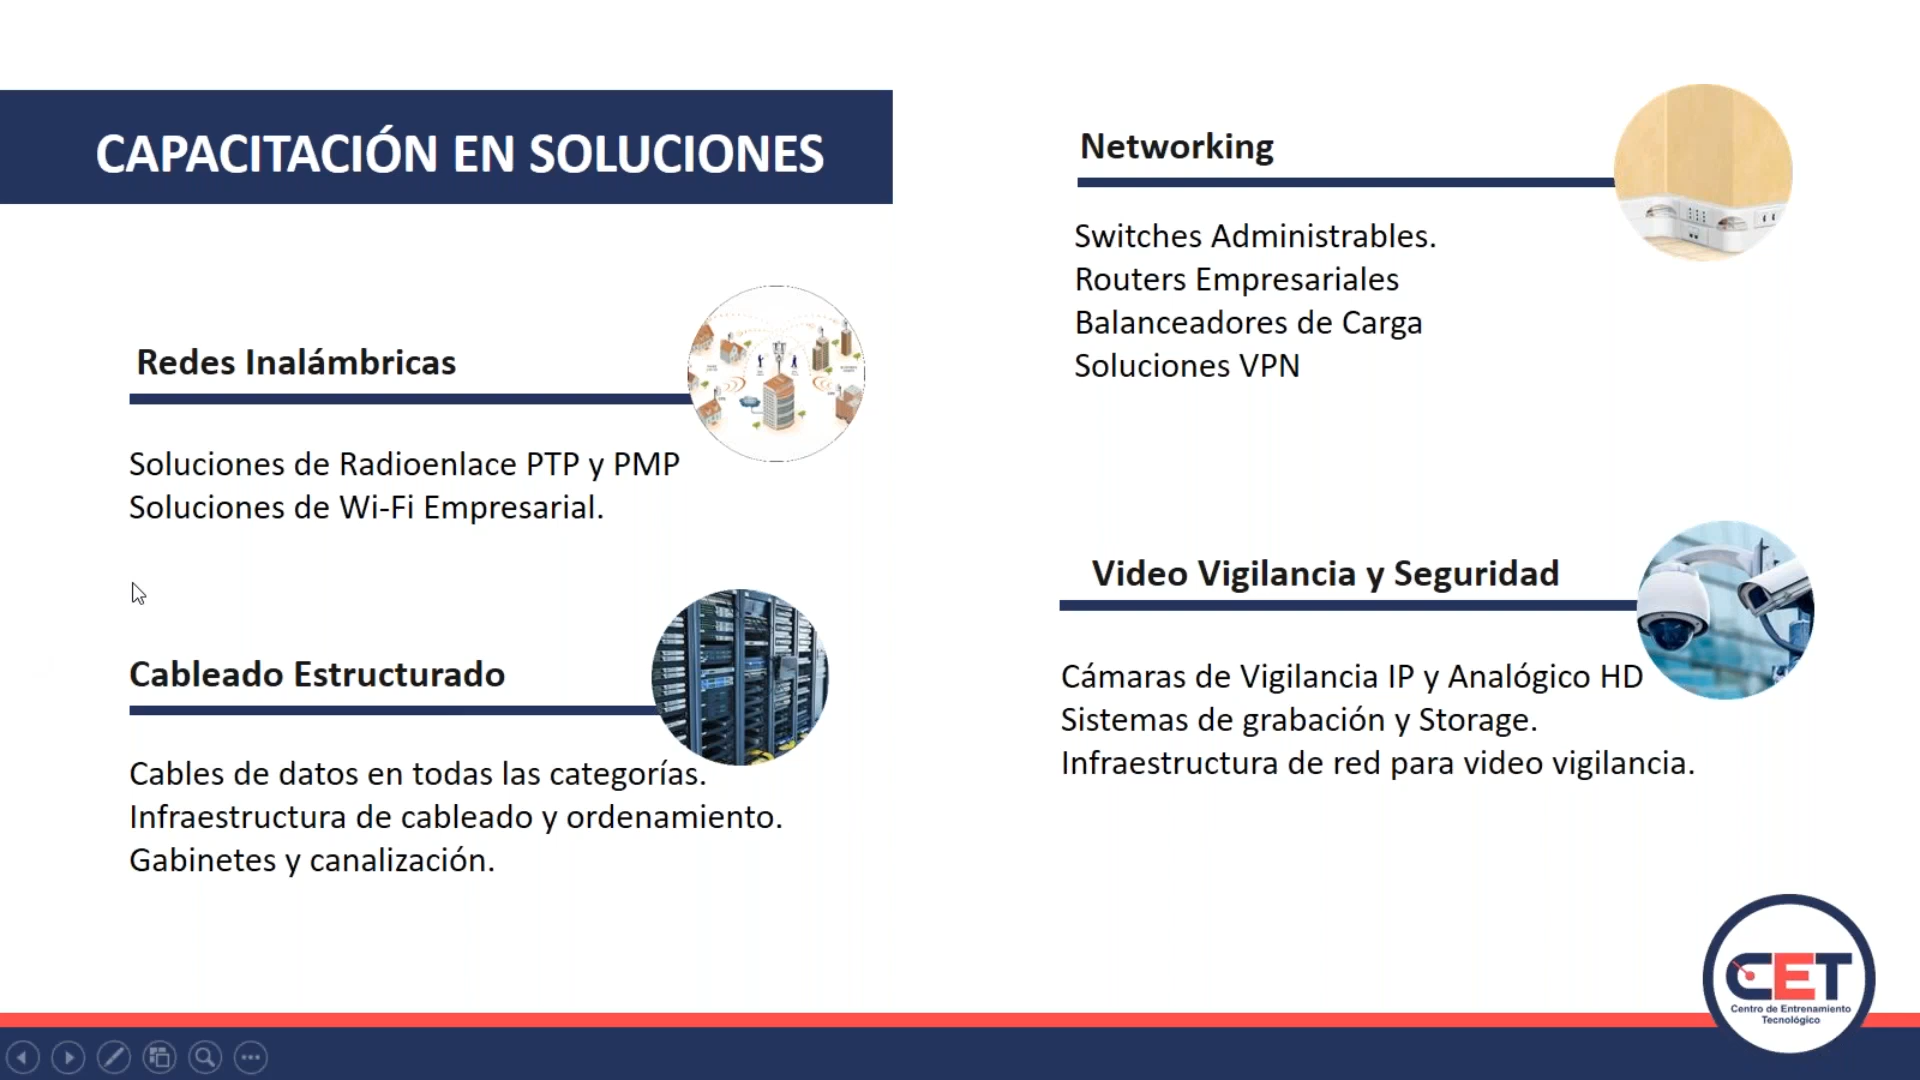 CAPACITACIÓN EN SOLUCIONES
Redes Inalámbricas
Soluciones de Radioenlace PTP y PMP
Soluciones de Wi-Fi Empresarial.
Cableado Estructurado
Cables de datos en todas las categorías.
Infraestructura de cableado y ordenamiento.
Gabinetes y canalización.
Networking
Switches Administrables.
Routers Empresariales
Balanceadores de Carga
Soluciones VPN
Video Vigilancia y Seguridad
Cámaras de Vigilancia IP y Analógico HD
Sistemas de grabación y Storage.
Infraestructura de red para video vigilancia.
CET
Centro de Entrenamiento
Tecnológico